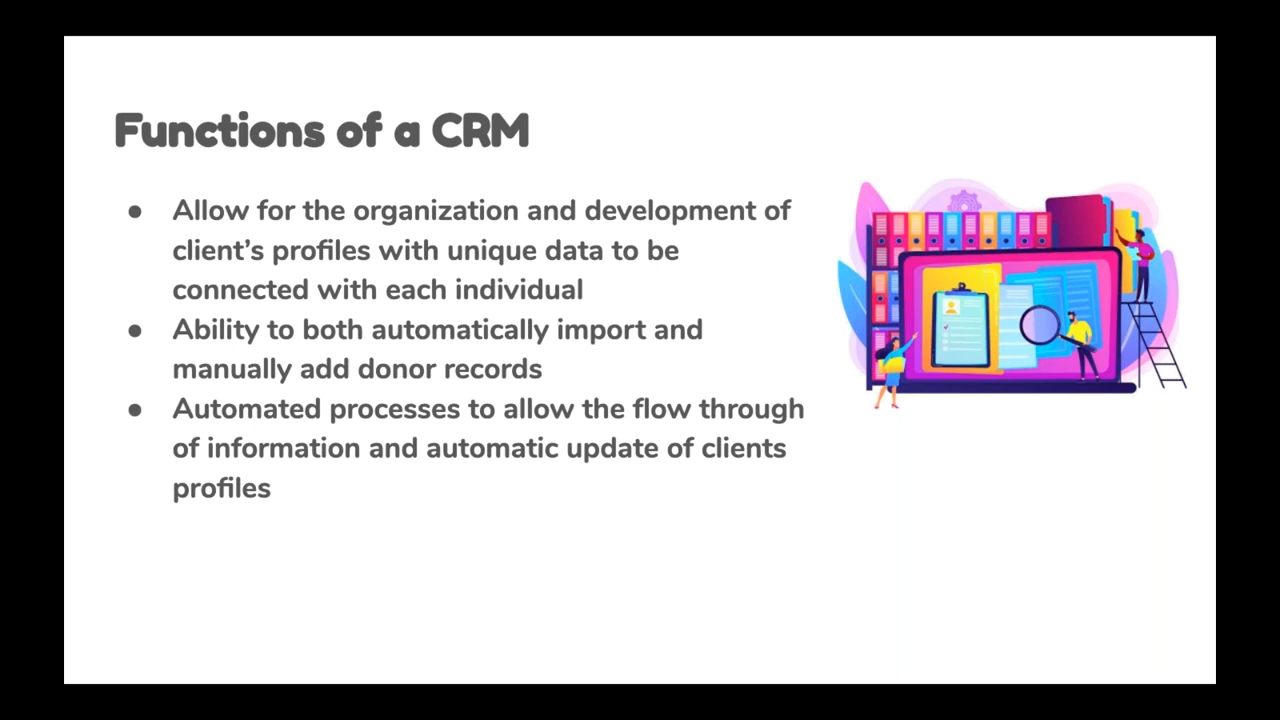 Functions of a CRM
● Allow for the organization and development of
client’s profiles with unique data to be
connected with each individual
● Ability to both automatically import and
manually add donor records
● Automated processes to allow the flow through
of information and automatic update of clients
profiles